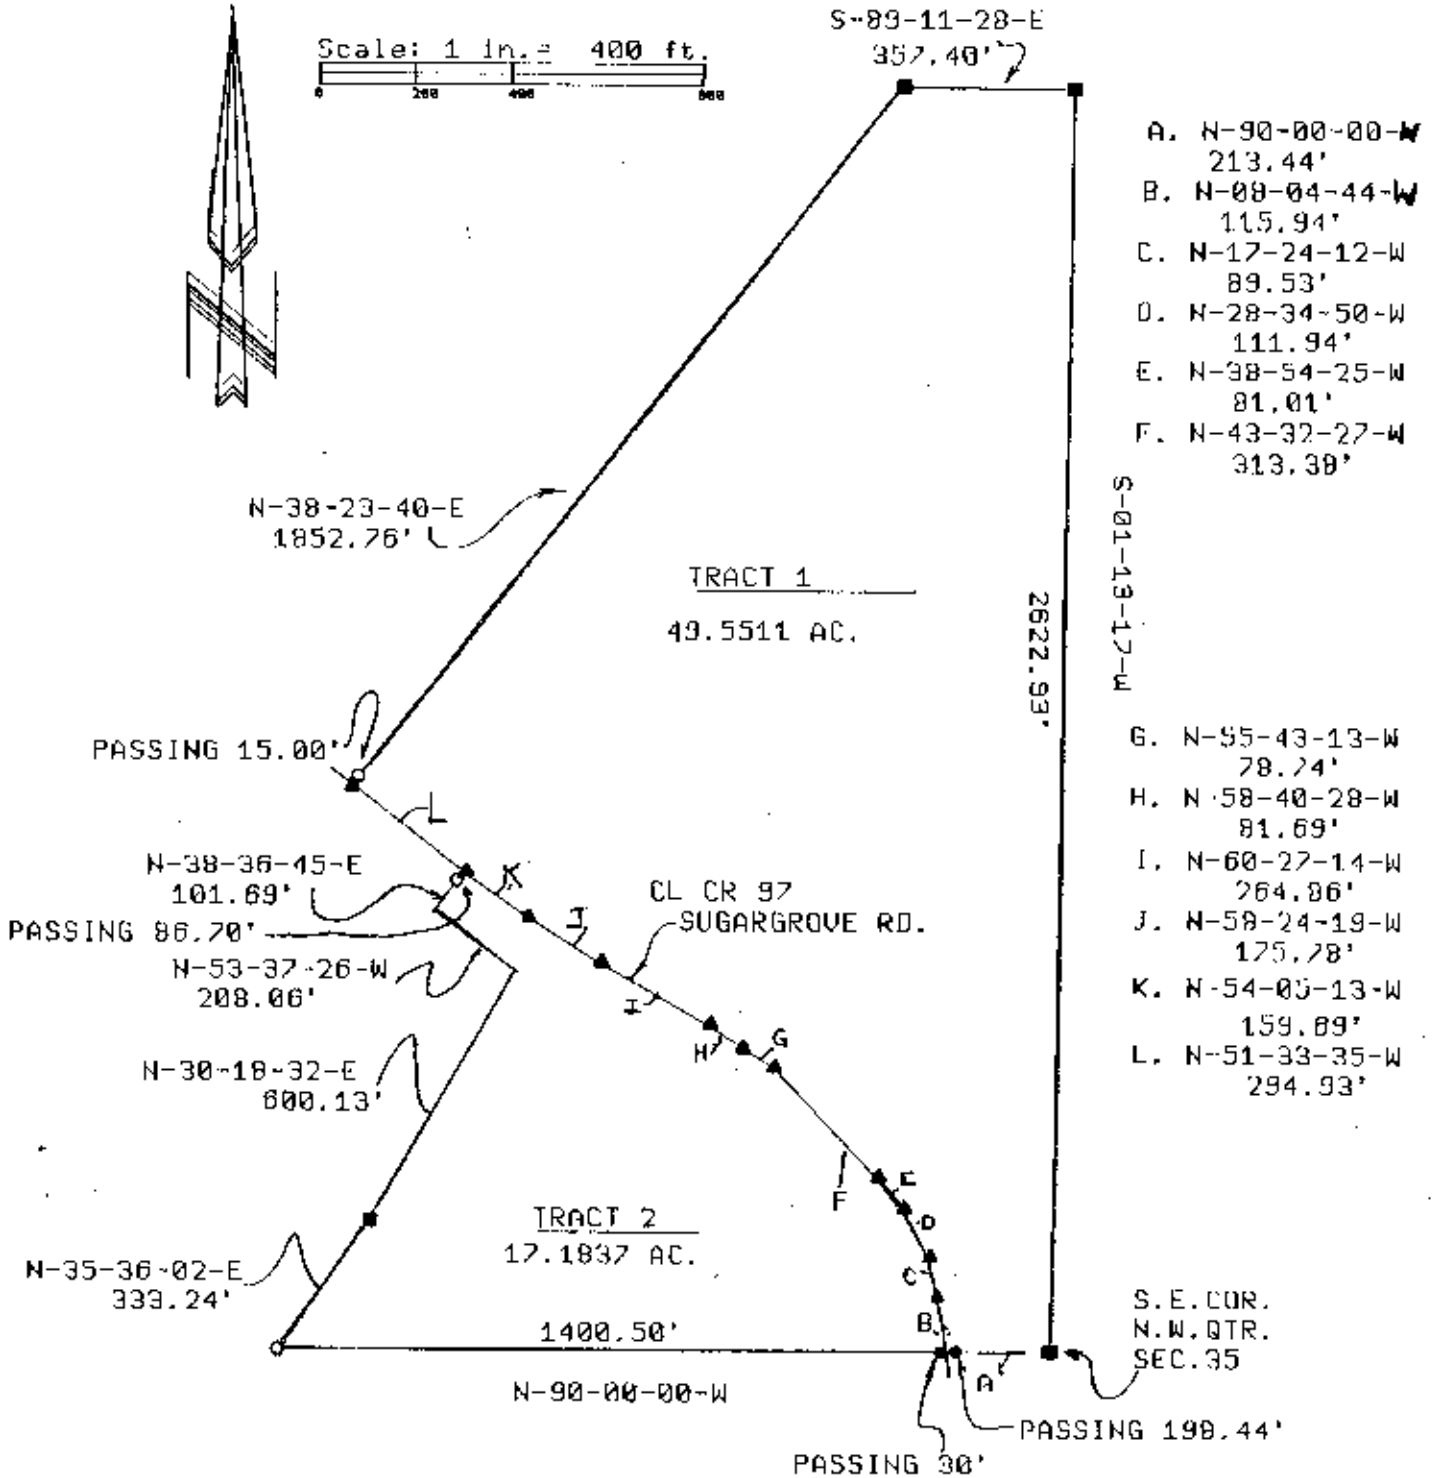 Scale: 1 in.= 400 ft.
0 200 400 800
S-89-11-28-E
357.40'
A. N-90-00-00-W
213.44'
B. N-08-04-44-W
115.94'
C. N-17-24-12-W
89.53'
D. N-28-34-50-W
111.94'
E. N-38-54-25-W
81.01'
F. N-43-32-27-W
313.38'
N-38-23-40-E
1852.76'
TRACT 1
49.5511 AC.
S-01-18-17-W
2622.93'
PASSING 15.00'
L
G. N-55-43-13-W
78.74'
H. N-58-40-28-W
81.69'
I. N-60-27-14-W
264.86'
J. N-58-24-19-W
175.78'
K. N-54-05-13-W
159.89'
L. N-51-33-35-W
294.93'
N-38-36-45-E
101.69'
PASSING 86.70'
K
J
CL CR 97
SUGARGROVE RD.
N-53-37-26-W
208.06'
I
H
G
N-30-18-32-E
600.13'
F
E
D
TRACT 2
17.1837 AC.
C
N-35-36-02-E
333.24'
B
1400.50'
N-90-00-00-W
A
S.E.COR.
N.W.QTR.
SEC.35
PASSING 198.44'
PASSING 30'